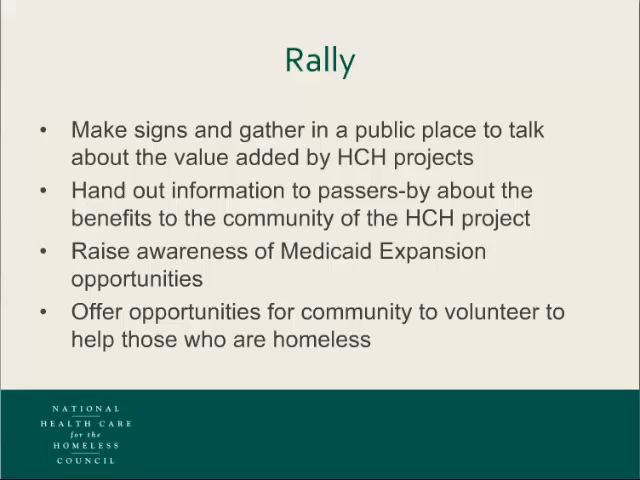 Rally
• Make signs and gather in a public place to talk
about the value added by HCH projects
• Hand out information to passers-by about the
benefits to the community of the HCH project
• Raise awareness of Medicaid Expansion
opportunities
• Offer opportunities for community to volunteer to
help those who are homeless
NATIONAL
HEALTH CARE
for the
HOMELESS
COUNCIL